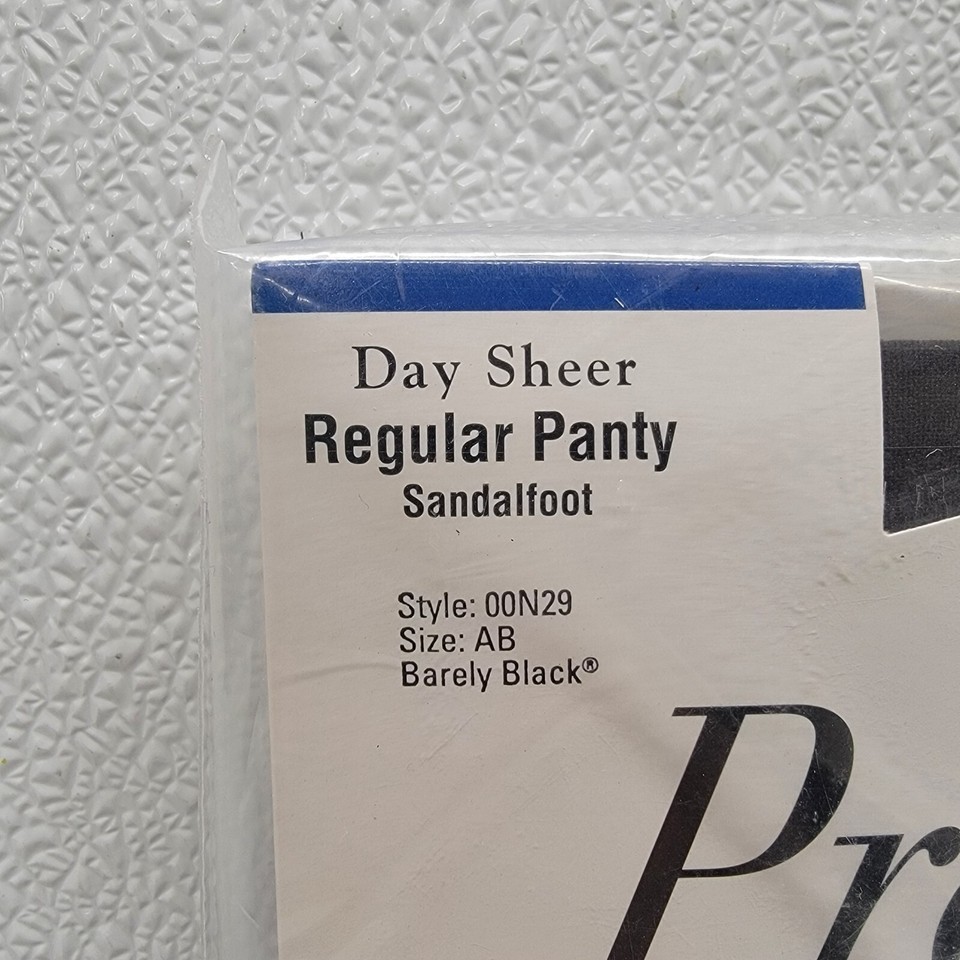 Day Sheer
Regular Panty
Sandalfoot
Style: 00N29
Size: AB
Barely Black®